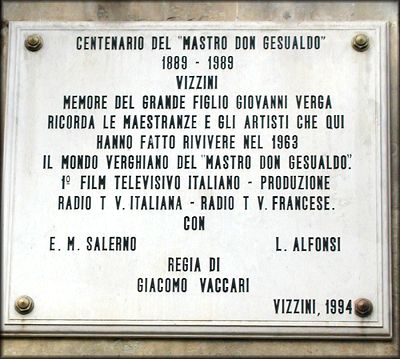 CENTENARIO DEL "MASTRO DON GESUALDO"
1889 - 1989
VIZZINI
MEMORE DEL GRANDE FIGLIO GIOVANNI VERGA
RICORDA LE MAESTRANZE E GLI ARTISTI CHE QUI
HANNO FATTO RIVIVERE NEL 1963
IL MONDO VERGHIANO DEL "MASTRO DON GESUALDO".
1º FILM TELEVISIVO ITALIANO - PRODUZIONE
RADIO T V. ITALIANA - RADIO T V. FRANCESE.
CON
E. M. SALERNO L. ALFONSI
REGIA DI
GIACOMO VACCARI
VIZZINI, 1994